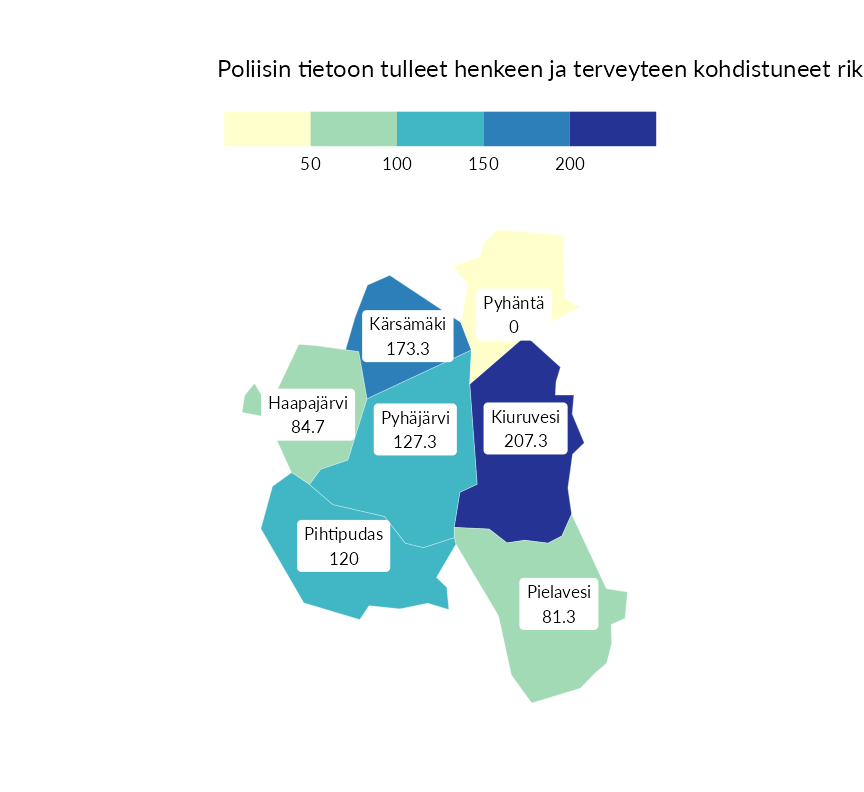 Poliisin tietoon tulleet henkeen ja terveyteen kohdistuneet rik
50 100 150 200
Pyhäntä
0
Kärsämäki
173.3
Haapajärvi
84.7
Pyhäjärvi
127.3
Kiuruvesi
207.3
Pihtipudas
120
Pielavesi
81.3